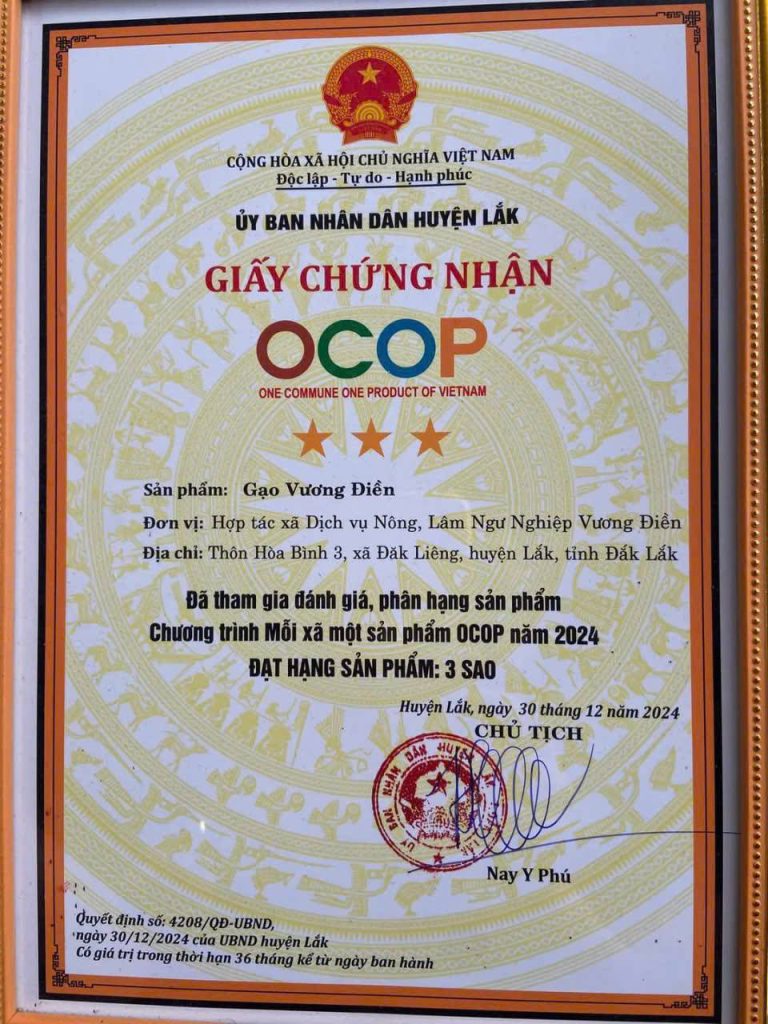 CỘNG HÒA XÃ HỘI CHỦ NGHĨA VIỆT NAM
Độc lập - Tự do - Hạnh phúc
ỦY BAN NHÂN DÂN HUYỆN LẮK
GIẤY CHỨNG NHẬN
OCOP
ONE COMMUNE ONE PRODUCT OF VIETNAM
Sản phẩm: Gạo Vương Điền
Đơn vị: Hợp tác xã Dịch vụ Nông, Lâm Ngư Nghiệp Vương Điền
Địa chỉ: Thôn Hòa Bình 3, xã Đăk Liêng, huyện Lắk, tỉnh Đắk Lắk
Đã tham gia đánh giá, phân hạng sản phẩm
Chương trình Mỗi xã một sản phẩm OCOP năm 2024
ĐẠT HẠNG SẢN PHẨM: 3 SAO
Huyện Lắk, ngày 30 tháng 12 năm 2024
CHỦ TỊCH
ỦY BAN NHÂN DÂN HUYỆN
Nay Y Phú
Quyết định số: 4208/QĐ-UBND,
ngày 30/12/2024 của UBND huyện Lắk
Có giá trị trong thời hạn 36 tháng kể từ ngày ban hành